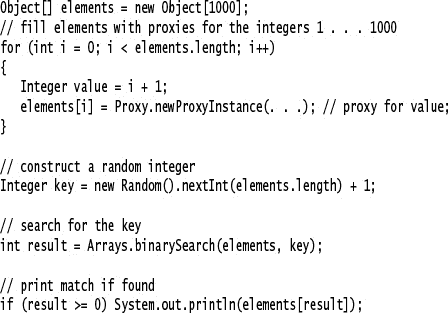 Object[] elements = new Object[1000];
// fill elements with proxies for the integers 1 . . . 1000
for (int i = 0; i < elements.length; i++)
{
   Integer value = i + 1;
   elements[i] = Proxy.newProxyInstance(. . .); // proxy for value;
}

// construct a random integer
Integer key = new Random().nextInt(elements.length) + 1;

// search for the key
int result = Arrays.binarySearch(elements, key);

// print match if found
if (result >= 0) System.out.println(elements[result]);